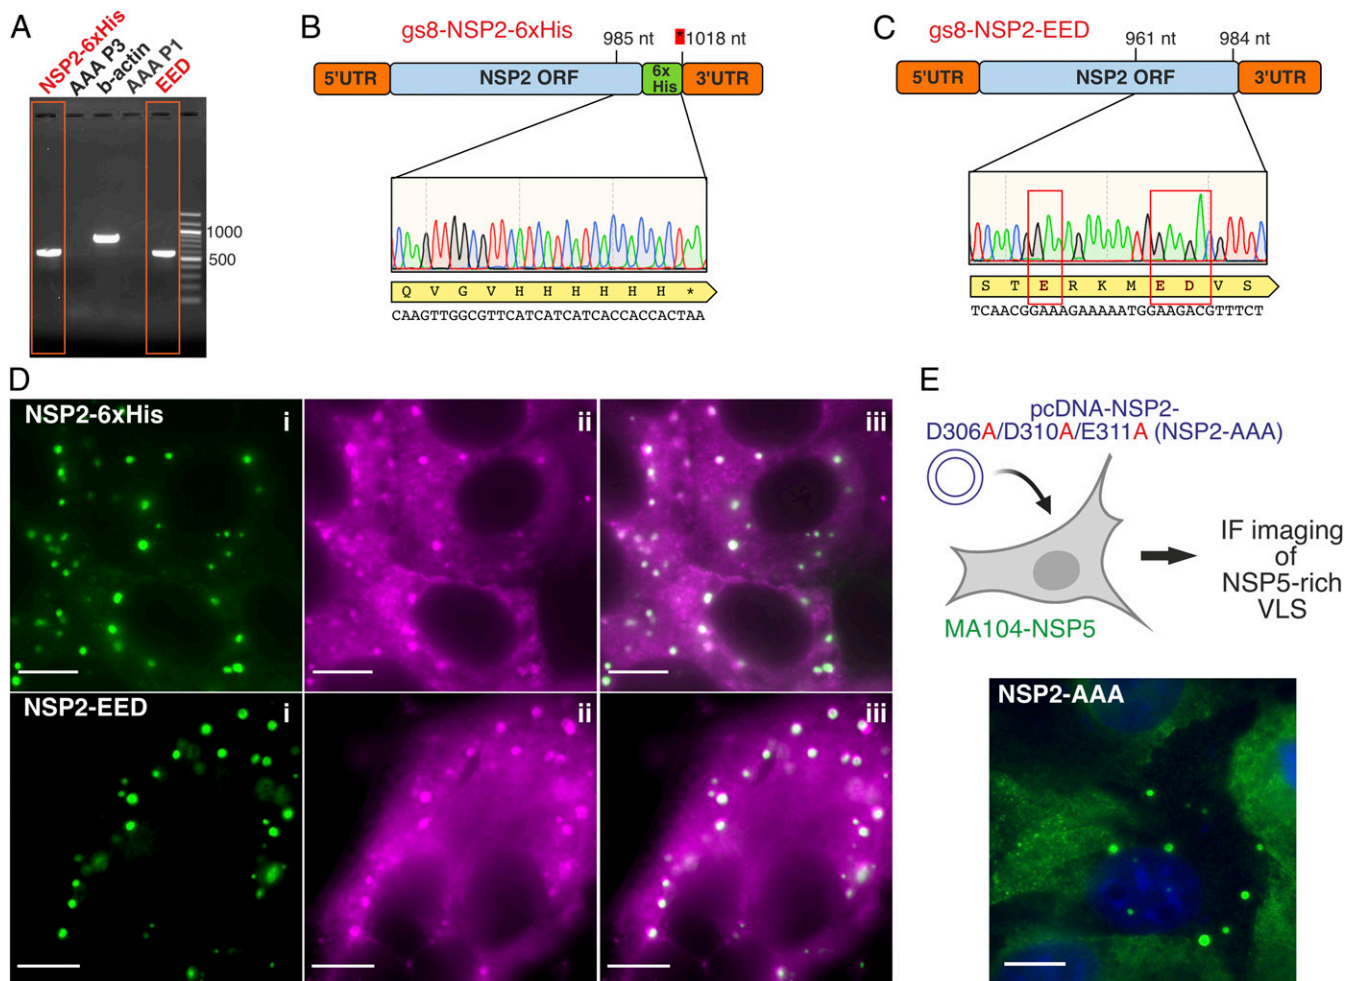 A
NSP2-6xHis
AAA P3
b-actin
AAA P1
EED
1000
500
B
gs8-NSP2-6xHis
985 nt
* 1018 nt
5'UTR
NSP2 ORF
6x
His
3'UTR
Q V G V H H H H H H *
CAAGTTGGCGTTCATCATCATCACCACCACTAA
C
gs8-NSP2-EED
961 nt
984 nt
5'UTR
NSP2 ORF
3'UTR
S T E R K M E D V S
TCAACGGAAAGAAAAATGGAAGACGTTTCT
D
NSP2-6xHis
i
ii
iii
NSP2-EED
i
ii
iii
E
pcDNA-NSP2-
D306A/D310A/E311A (NSP2-AAA)
MA104-NSP5
IF imaging
of
NSP5-rich
VLS
NSP2-AAA